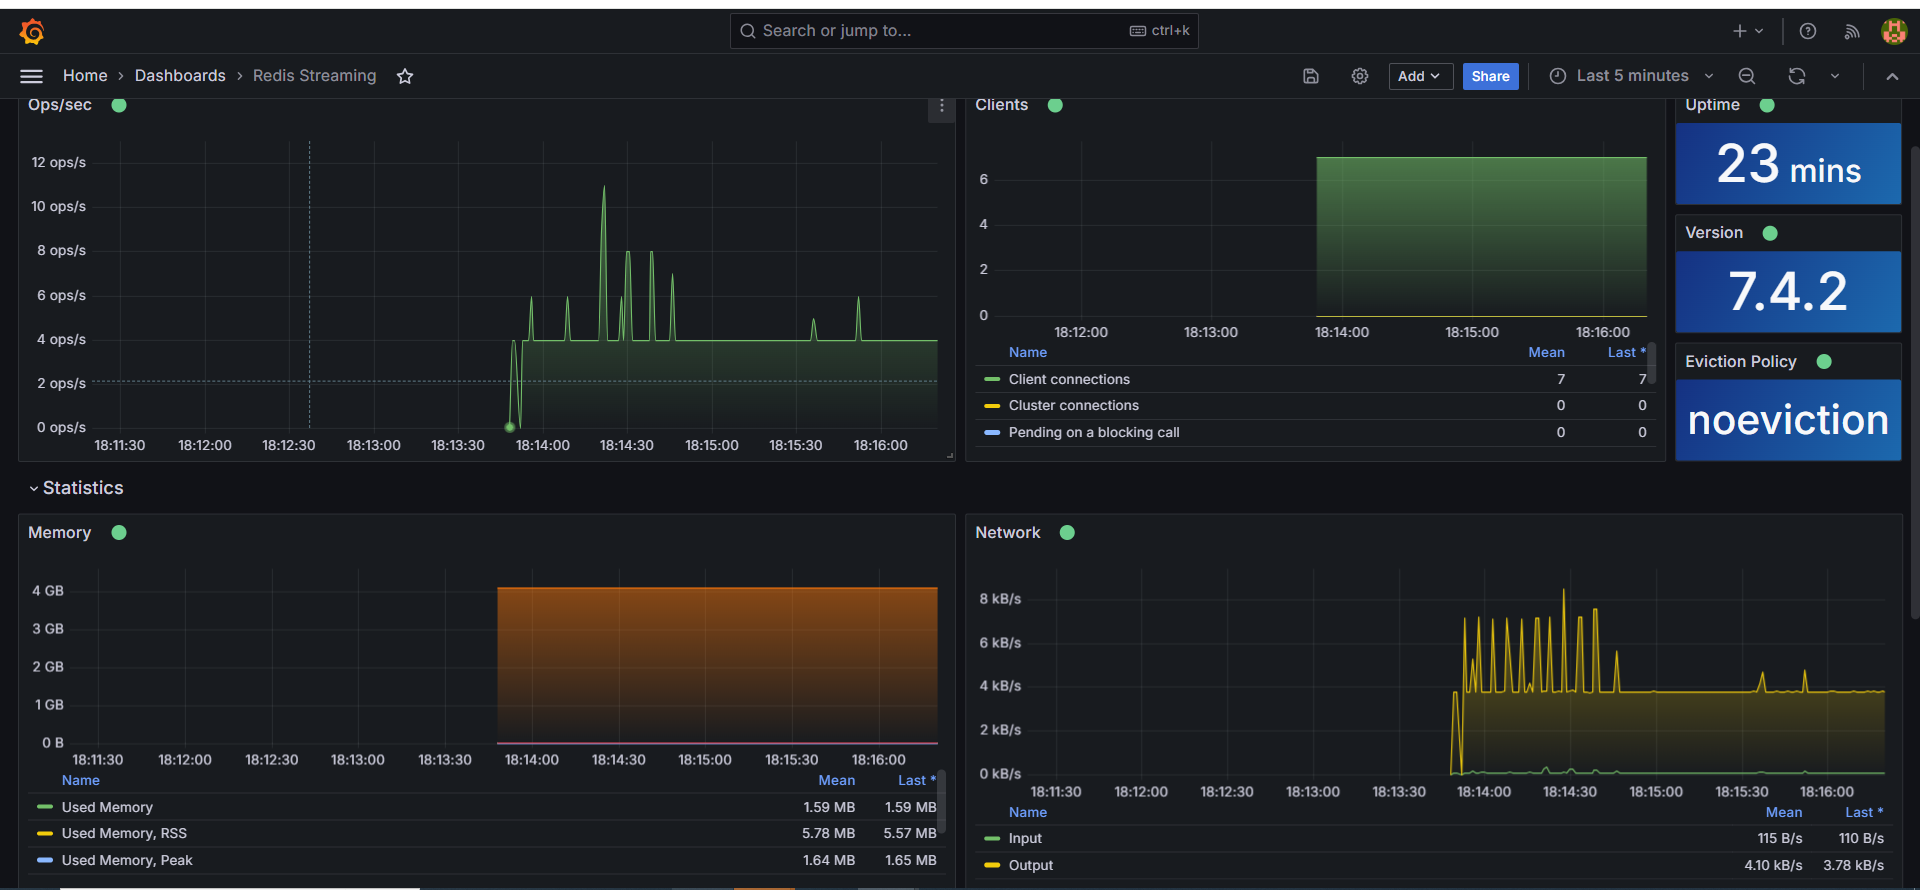 Search or jump to... ctrl+k
Home › Dashboards › Redis Streaming Add Share Last 5 minutes
Ops/sec
12 ops/s
10 ops/s
8 ops/s
6 ops/s
4 ops/s
2 ops/s
0 ops/s
18:11:30 18:12:00 18:12:30 18:13:00 18:13:30 18:14:00 18:14:30 18:15:00 18:15:30 18:16:00
Clients
6
4
2
0
18:12:00 18:13:00 18:14:00 18:15:00 18:16:00
Name Mean Last *
Client connections 7 7
Cluster connections 0 0
Pending on a blocking call 0 0
Uptime
23 mins
Version
7.4.2
Eviction Policy
noeviction
Statistics
Memory
4 GB
3 GB
2 GB
1 GB
0 B
18:11:30 18:12:00 18:12:30 18:13:00 18:13:30 18:14:00 18:14:30 18:15:00 18:15:30 18:16:00
Name Mean Last *
Used Memory 1.59 MB 1.59 MB
Used Memory, RSS 5.78 MB 5.57 MB
Used Memory, Peak 1.64 MB 1.65 MB
Network
8 kB/s
6 kB/s
4 kB/s
2 kB/s
0 kB/s
18:11:30 18:12:00 18:12:30 18:13:00 18:13:30 18:14:00 18:14:30 18:15:00 18:15:30 18:16:00
Name Mean Last *
Input 115 B/s 110 B/s
Output 4.10 kB/s 3.78 kB/s